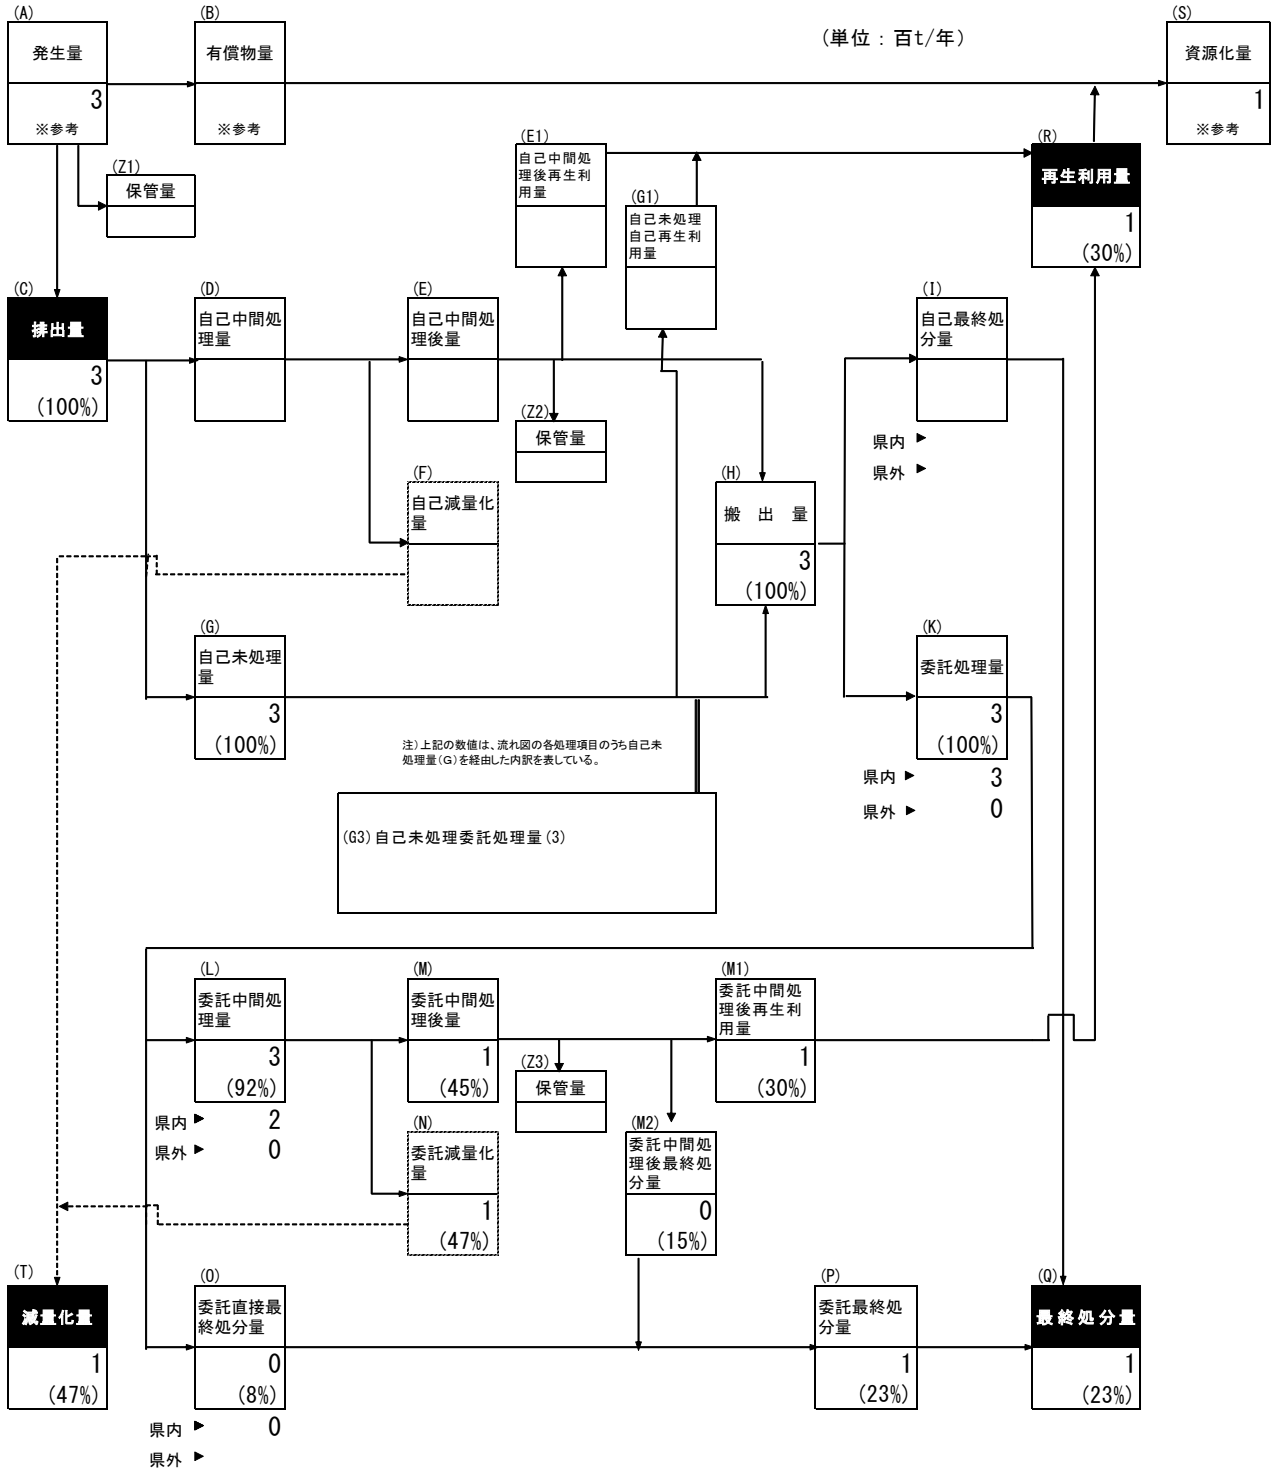 (A)
発生量
3
※参考
(B)
有償物量
※参考
(単位：百t/年)
(S)
資源化量
1
※参考
(Z1)
保管量
(E1)
自己中間処
理後再生利
用量
(G1)
自己未処理
自己再生利
用量
(R)
再生利用量
1
(30%)
(C)
排出量
3
(100%)
(D)
自己中間処
理量
(E)
自己中間処
理後量
(Z2)
保管量
(F)
自己減量化
量
(I)
自己最終処
分量
県内 ▶
県外 ▶
(H)
搬 出 量
3
(100%)
(G)
自己未処理
量
3
(100%)
(K)
委託処理量
3
(100%)
県内 ▶ 3
県外 ▶ 0
注）上記の数値は、流れ図の各処理項目のうち自己未
処理量（G）を経由した内訳を表している。
(G3)自己未処理委託処理量(3)
(L)
委託中間処
理量
3
(92%)
県内 ▶ 2
県外 ▶ 0
(M)
委託中間処
理後量
1
(45%)
(Z3)
保管量
(M1)
委託中間処
理後再生利
用量
1
(30%)
(N)
委託減量化
量
1
(47%)
(M2)
委託中間処
理後最終処
分量
0
(15%)
(T)
減量化量
1
(47%)
(O)
委託直接最
終処分量
0
(8%)
県内 ▶ 0
県外 ▶
(P)
委託最終処
分量
1
(23%)
(Q)
最終処分量
1
(23%)